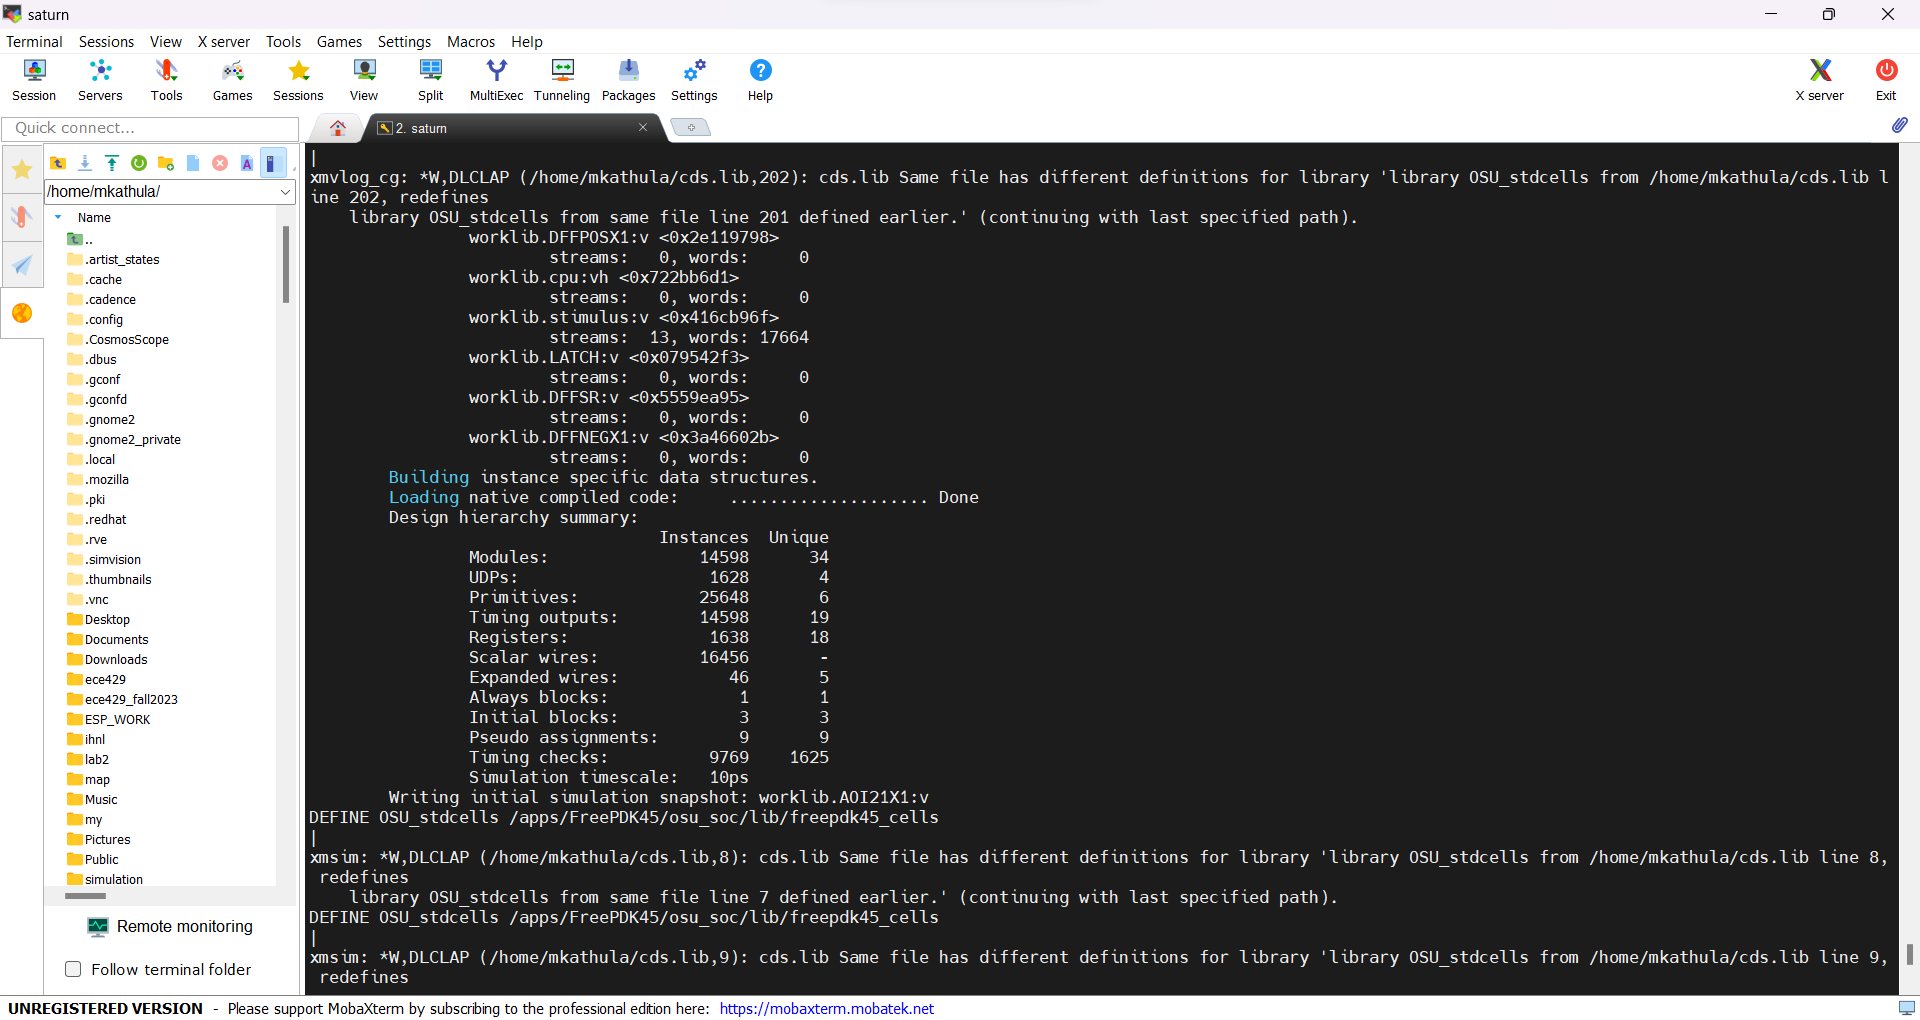 saturn
Terminal Sessions View X server Tools Games Settings Macros Help
Session Servers Tools Games Sessions View Split MultiExec Tunneling Packages Settings Help X server Exit
Quick connect...
2. saturn
/home/mkathula/
Name
..
.artist_states
.cache
.cadence
.config
.CosmosScope
.dbus
.gconf
.gconfd
.gnome2
.gnome2_private
.local
.mozilla
.pki
.redhat
.rve
.simvision
.thumbnails
.vnc
Desktop
Documents
Downloads
ece429
ece429_fall2023
ESP_WORK
ihnl
lab2
map
Music
my
Pictures
Public
simulation
Remote monitoring
Follow terminal folder
|
xmvlog_cg: *W,DLCLAP (/home/mkathula/cds.lib,202): cds.lib Same file has different definitions for library 'library OSU_stdcells from /home/mkathula/cds.lib l
ine 202, redefines
library OSU_stdcells from same file line 201 defined earlier.' (continuing with last specified path).
worklib.DFFPOSX1:v <0x2e119798>
streams: 0, words: 0
worklib.cpu:vh <0x722bb6d1>
streams: 0, words: 0
worklib.stimulus:v <0x416cb96f>
streams: 13, words: 17664
worklib.LATCH:v <0x079542f3>
streams: 0, words: 0
worklib.DFFSR:v <0x5559ea95>
streams: 0, words: 0
worklib.DFFNEGX1:v <0x3a46602b>
streams: 0, words: 0
Building instance specific data structures.
Loading native compiled code: .................... Done
Design hierarchy summary:
Instances Unique
Modules: 14598 34
UDPs: 1628 4
Primitives: 25648 6
Timing outputs: 14598 19
Registers: 1638 18
Scalar wires: 16456 -
Expanded wires: 46 5
Always blocks: 1 1
Initial blocks: 3 3
Pseudo assignments: 9 9
Timing checks: 9769 1625
Simulation timescale: 10ps
Writing initial simulation snapshot: worklib.AOI21X1:v
DEFINE OSU_stdcells /apps/FreePDK45/osu_soc/lib/freepdk45_cells
|
xmsim: *W,DLCLAP (/home/mkathula/cds.lib,8): cds.lib Same file has different definitions for library 'library OSU_stdcells from /home/mkathula/cds.lib line 8,
redefines
library OSU_stdcells from same file line 7 defined earlier.' (continuing with last specified path).
DEFINE OSU_stdcells /apps/FreePDK45/osu_soc/lib/freepdk45_cells
|
xmsim: *W,DLCLAP (/home/mkathula/cds.lib,9): cds.lib Same file has different definitions for library 'library OSU_stdcells from /home/mkathula/cds.lib line 9,
redefines
UNREGISTERED VERSION - Please support MobaXterm by subscribing to the professional edition here: https://mobaxterm.mobatek.net